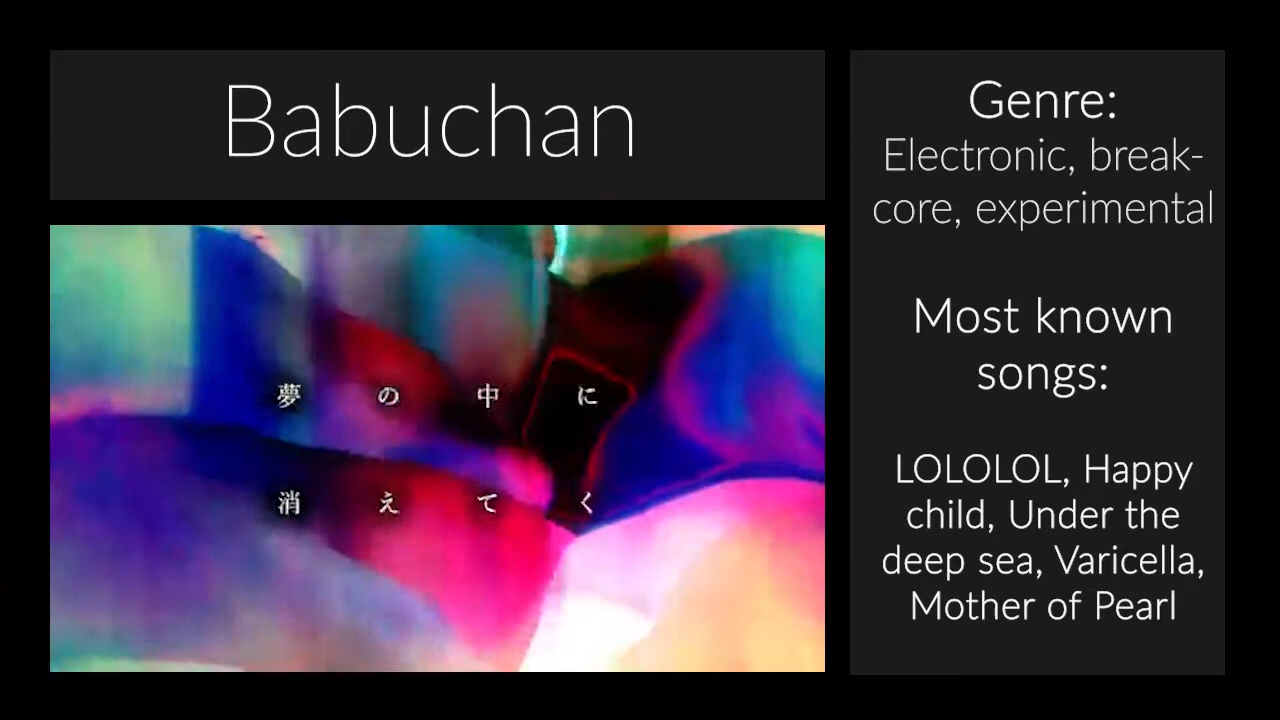 Babuchan
夢の中に
消えてく
Genre:
Electronic, break-
core, experimental
Most known
songs:
LOLOLOL, Happy
child, Under the
deep sea, Varicella,
Mother of Pearl